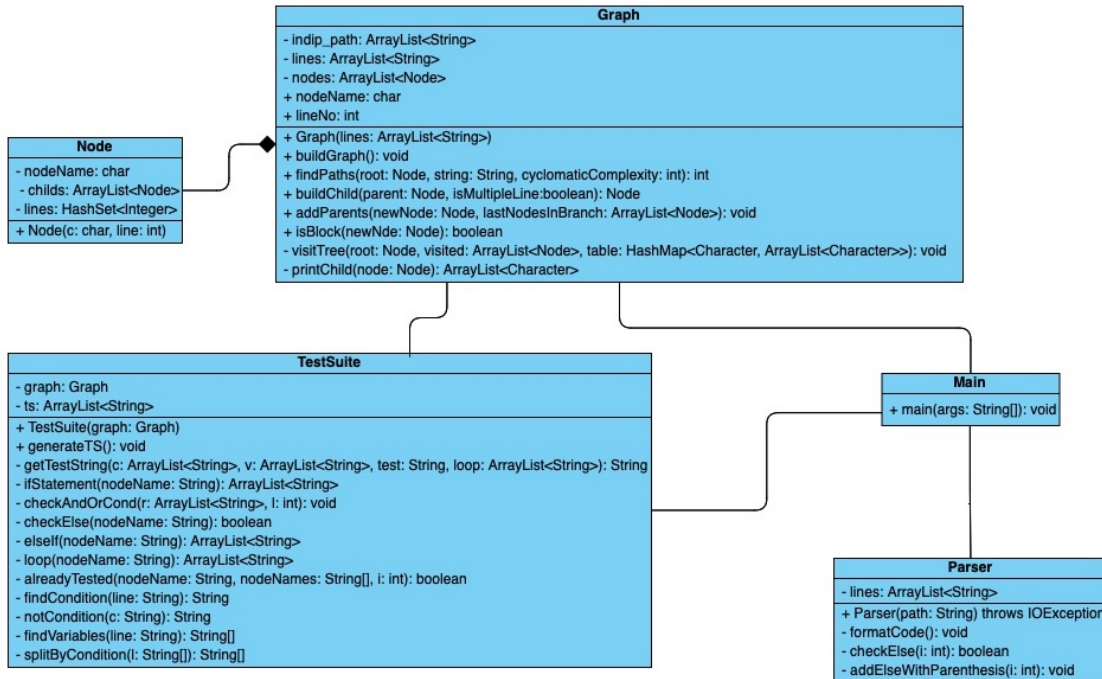 Graph
- indip_path: ArrayList<String>
- lines: ArrayList<String>
- nodes: ArrayList<Node>
+ nodeName: char
+ lineNo: int
+ Graph(lines: ArrayList<String>)
+ buildGraph(): void
+ findPaths(root: Node, string: String, cyclomaticComplexity: int): int
+ buildChild(parent: Node, isMultipleLine:boolean): Node
+ addParents(newNode: Node, lastNodesInBranch: ArrayList<Node>): void
+ isBlock(newNde: Node): boolean
- visitTree(root: Node, visited: ArrayList<Node>, table: HashMap<Character, ArrayList<Character>>): void
- printChild(node: Node): ArrayList<Character>
Node
- nodeName: char
- childs: ArrayList<Node>
- lines: HashSet<Integer>
+ Node(c: char, line: int)
TestSuite
- graph: Graph
- ts: ArrayList<String>
+ TestSuite(graph: Graph)
+ generateTS(): void
- getTestString(c: ArrayList<String>, v: ArrayList<String>, test: String, loop: ArrayList<String>): String
- ifStatement(nodeName: String): ArrayList<String>
- checkAndOrCond(r: ArrayList<String>, l: int): void
- checkElse(nodeName: String): boolean
- elseIf(nodeName: String): ArrayList<String>
- loop(nodeName: String): ArrayList<String>
- alreadyTested(nodeName: String, nodeNames: String[], i: int): boolean
- findCondition(line: String): String
- notCondition(c: String): String
- findVariables(line: String): String[]
- splitByCondition(l: String[]): String[]
Main
+ main(args: String[]): void
Parser
- lines: ArrayList<String>
+ Parser(path: String) throws IOException
- formatCode(): void
- checkElse(i: int): boolean
- addElseWithParenthesis(i: int): void